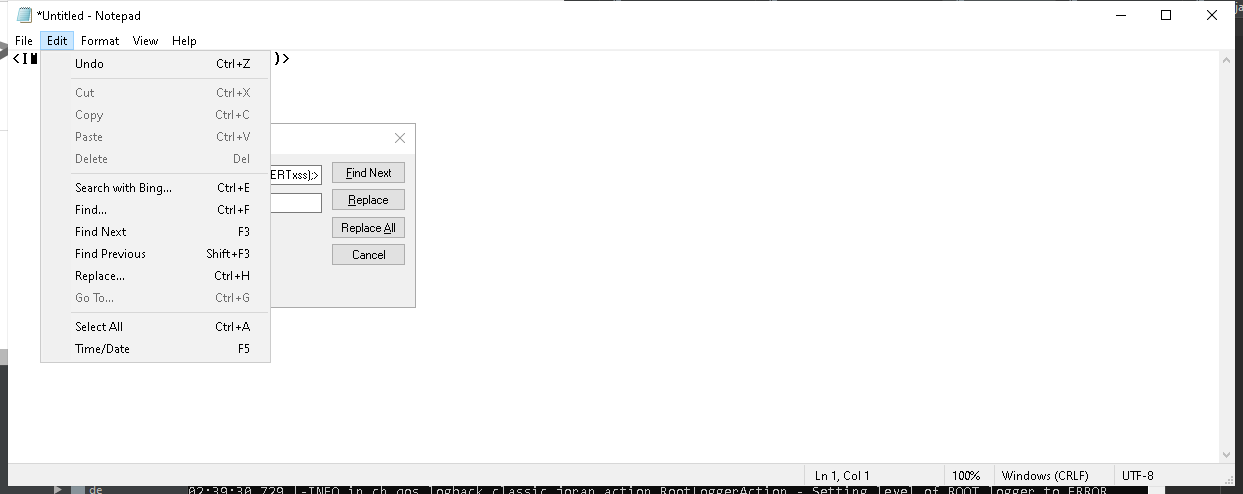 *Untitled - Notepad
File Edit Format View Help
)>
Undo Ctrl+Z
Cut Ctrl+X
Copy Ctrl+C
Paste Ctrl+V
Delete Del
Search with Bing... Ctrl+E
Find... Ctrl+F
Find Next F3
Find Previous Shift+F3
Replace... Ctrl+H
Go To... Ctrl+G
Select All Ctrl+A
Time/Date F5
ERTxss);> Find Next
Replace
Replace All
Cancel
Ln 1, Col 1 100% Windows (CRLF) UTF-8
de 02:39:30,729 |-INFO in ch.qos.logback.classic.joran.action.RootLoggerAction - Setting level of ROOT logger to ERROR